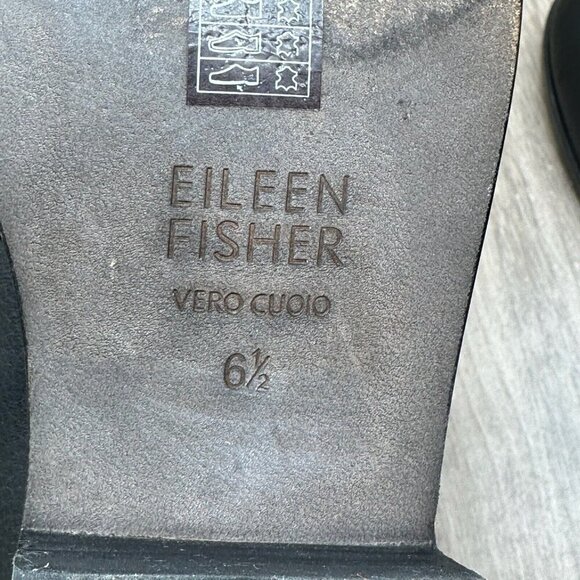 EILEEN
FISHER
VERO CUOIO
6½